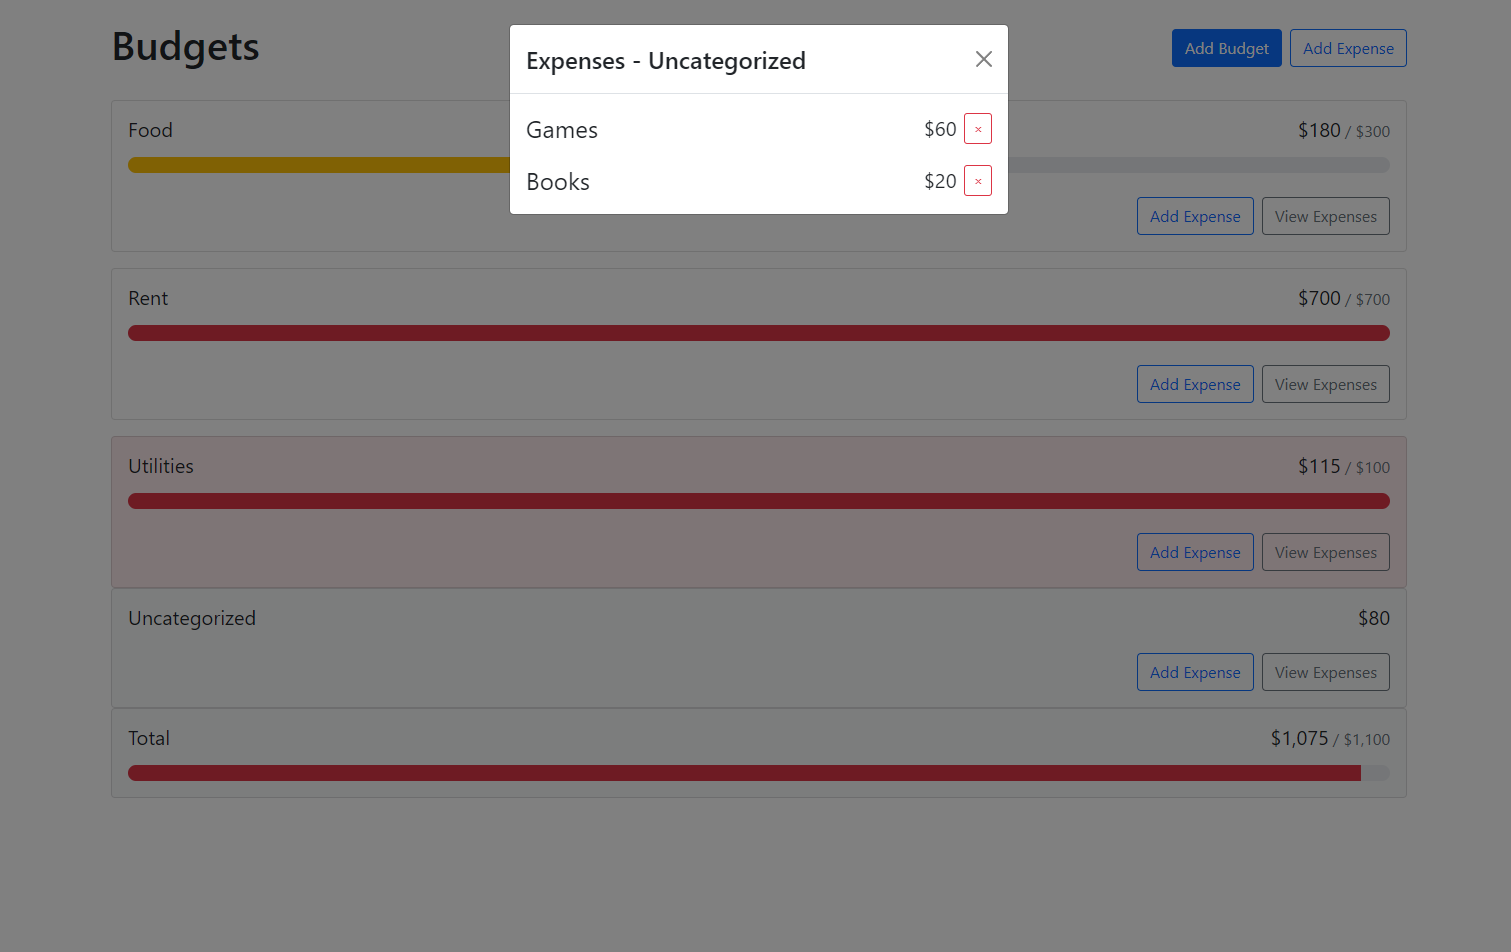 Budgets
Add Budget
Add Expense
Expenses - Uncategorized
Games
$60
×
Books
$20
×
Food
$180 / $300
Add Expense
View Expenses
Rent
$700 / $700
Add Expense
View Expenses
Utilities
$115 / $100
Add Expense
View Expenses
Uncategorized
$80
Add Expense
View Expenses
Total
$1,075 / $1,100